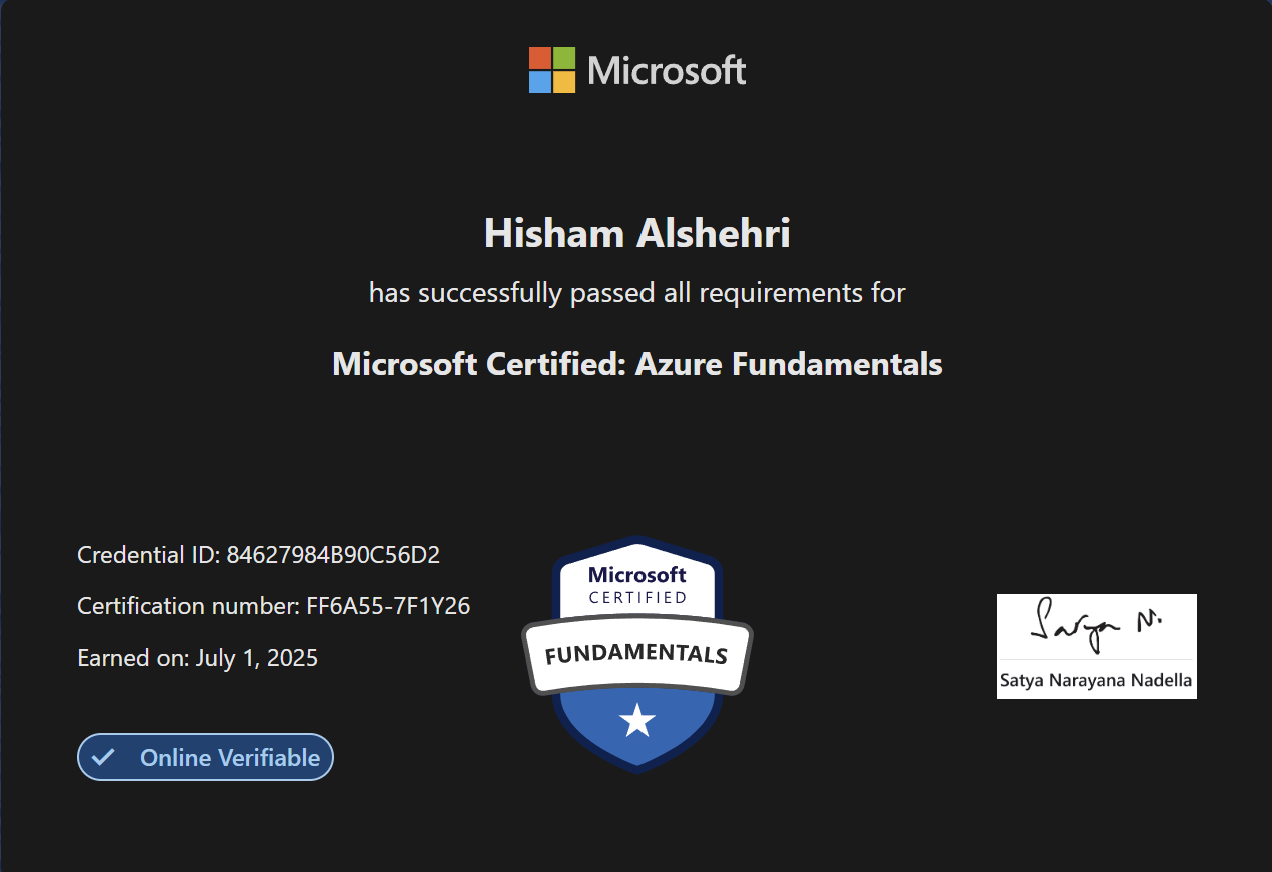 Microsoft
Hisham Alshehri
has successfully passed all requirements for
Microsoft Certified: Azure Fundamentals
Credential ID: 84627984B90C56D2
Certification number: FF6A55-7F1Y26
Earned on: July 1, 2025
Online Verifiable
Microsoft
CERTIFIED
FUNDAMENTALS
Satya N.
Satya Narayana Nadella